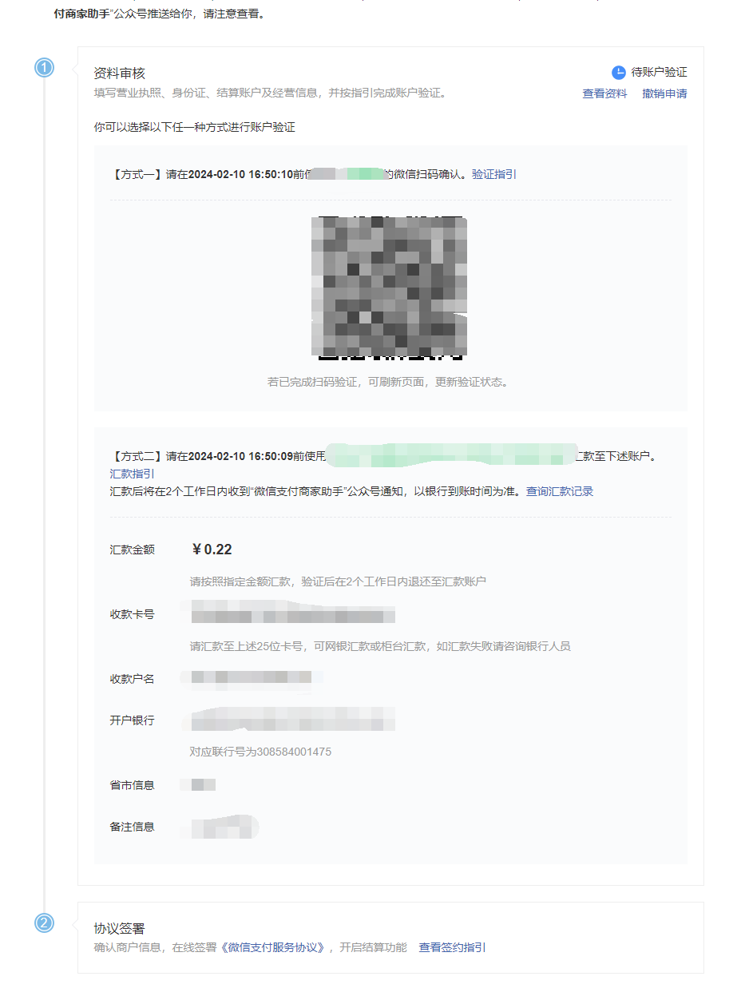 付商家助手”公众号推送给你，请注意查看。
1
资料审核
待账户验证
填写营业执照、身份证、结算账户及经营信息，并按指引完成账户验证。
查看资料 撤销申请
你可以选择以下任一种方式进行账户验证
【方式一】请在2024-02-10 16:50:10前使 的微信扫码确认。验证指引
若已完成扫码验证，可刷新页面，更新验证状态。
【方式二】请在2024-02-10 16:50:09前使用 汇款至下述账户。
汇款指引
汇款后将在2个工作日内收到“微信支付商家助手”公众号通知，以银行到账时间为准。查询汇款记录
汇款金额 ¥0.22
请按照指定金额汇款，验证后在2个工作日内退还至汇款账户
收款卡号
请汇款至上述25位卡号，可网银汇款或柜台汇款，如汇款失败请咨询银行人员
收款户名
开户银行
对应联行号为308584001475
省市信息
备注信息
2
协议签署
确认商户信息，在线签署《微信支付服务协议》，开启结算功能 查看签约指引